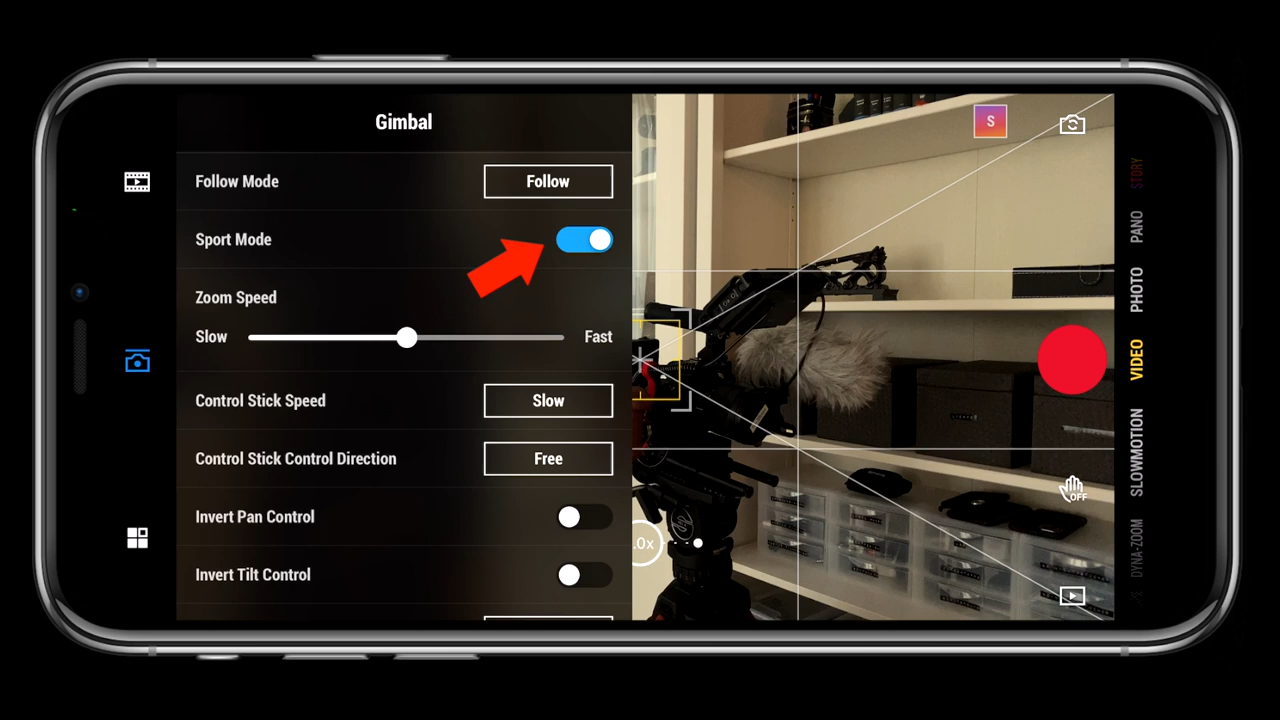 Gimbal
Follow Mode
Follow
Sport Mode
Zoom Speed
Slow
Fast
Control Stick Speed
Slow
Control Stick Control Direction
Free
Invert Pan Control
Invert Tilt Control
S
STORY
PANO
PHOTO
VIDEO
SLOWMOTION
DYNA-ZOOM
OFF
.0x